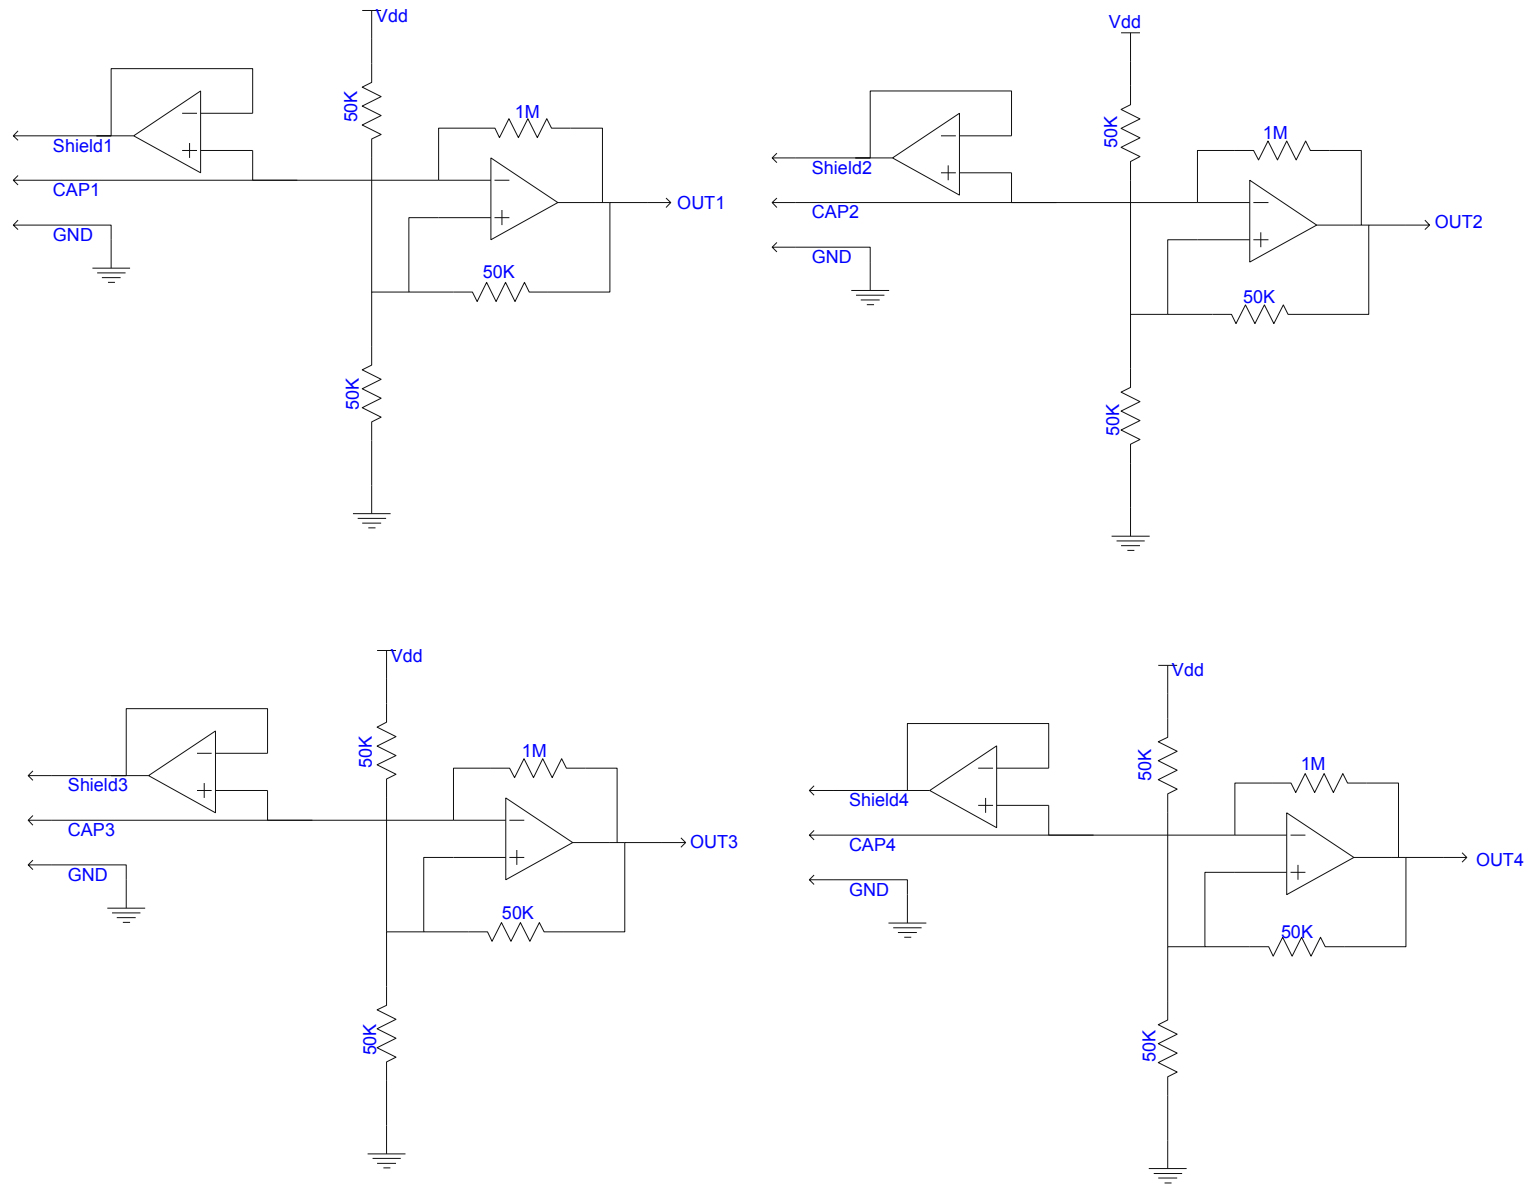 Vdd
50K
1M
Shield1
CAP1
OUT1
GND
50K
50K
Vdd
50K
1M
Shield2
CAP2
OUT2
GND
50K
50K
Vdd
50K
1M
Shield3
CAP3
OUT3
GND
50K
50K
Vdd
50K
1M
Shield4
CAP4
OUT4
GND
50K
50K